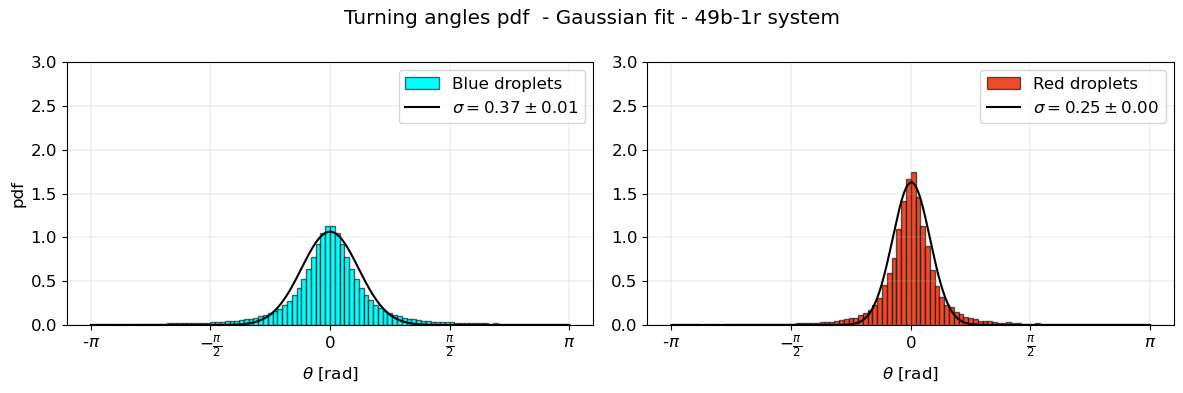 Turning angles pdf  - Gaussian fit - 49b-1r system
3.0
2.5
2.0
1.5
1.0
0.5
0.0
pdf
Blue droplets
σ = 0.37 ± 0.01
-π
−π/2
0
π/2
π
θ [rad]
3.0
2.5
2.0
1.5
1.0
0.5
0.0
Red droplets
σ = 0.25 ± 0.00
-π
−π/2
0
π/2
π
θ [rad]